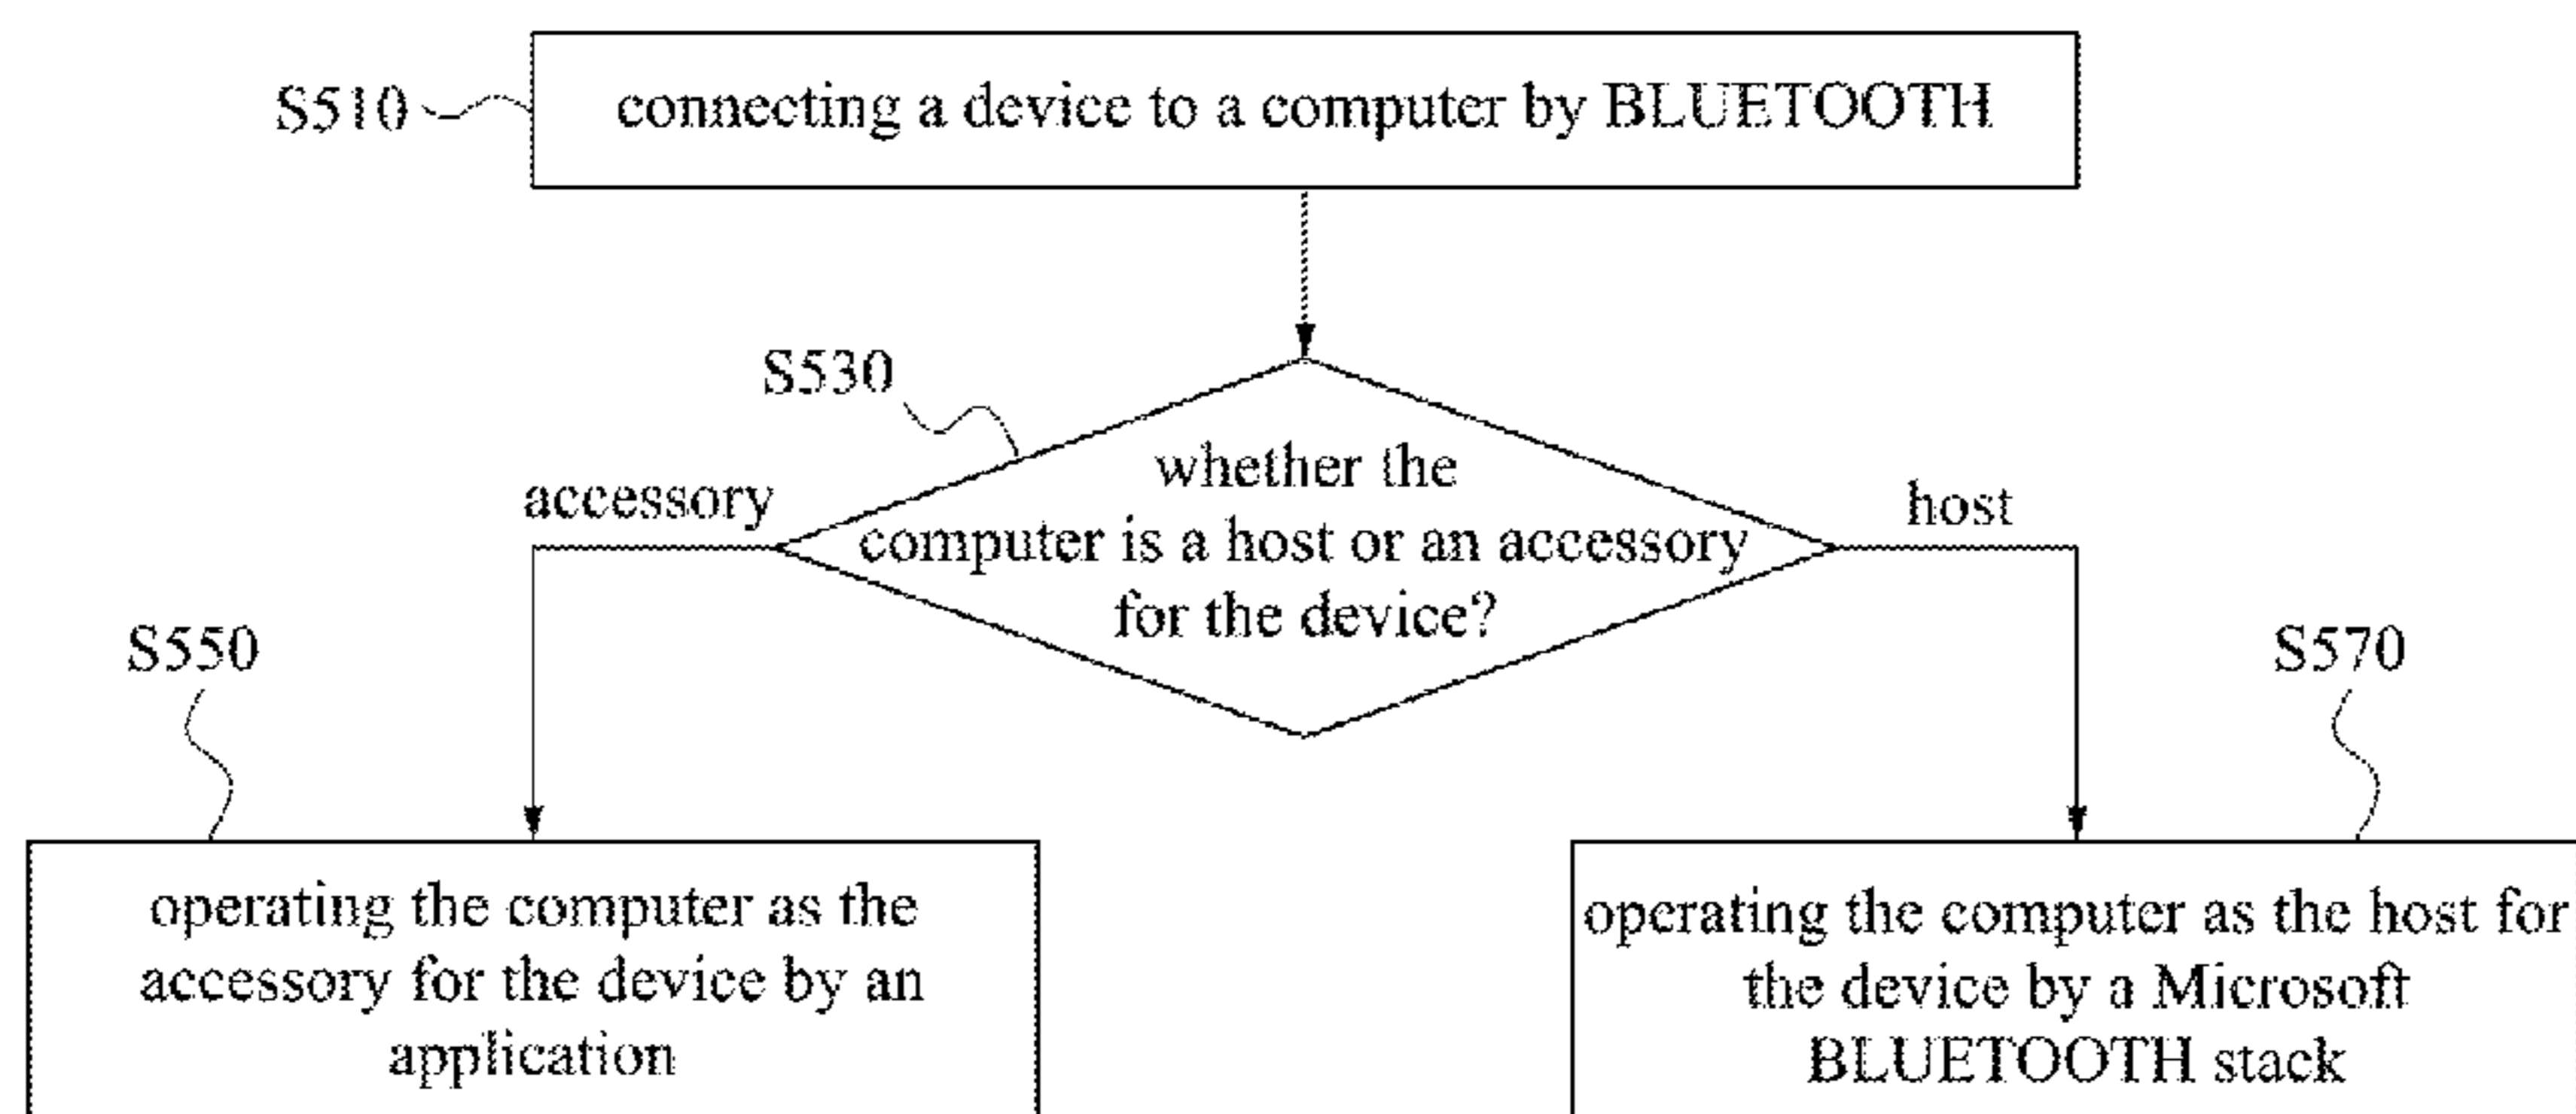 S510
connecting a device to a computer by BLUETOOTH
S530
whether the
computer is a host or an accessory
for the device?
accessory
host
S550
operating the computer as the
accessory for the device by an
application
S570
operating the computer as the host for
the device by a Microsoft
BLUETOOTH stack